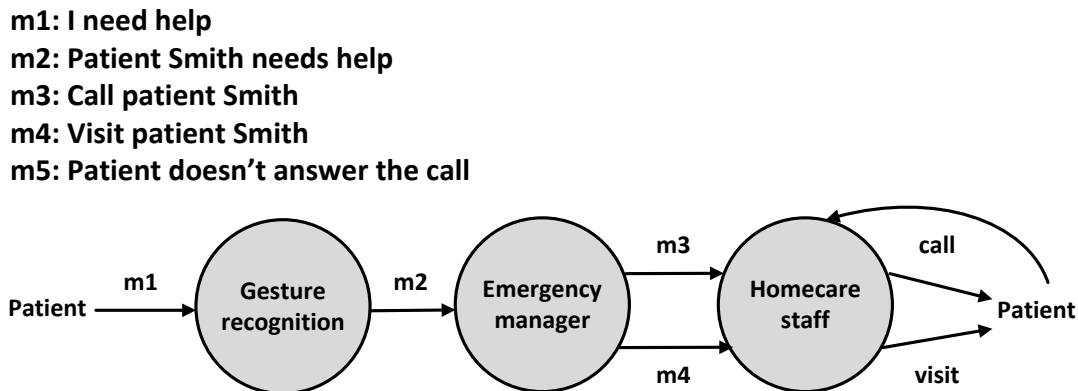 m1: I need help
m2: Patient Smith needs help
m3: Call patient Smith
m4: Visit patient Smith
m5: Patient doesn’t answer the call
Patient
m1
Gesture
recognition
m2
Emergency
manager
m3
m4
Homecare
staff
call
visit
Patient